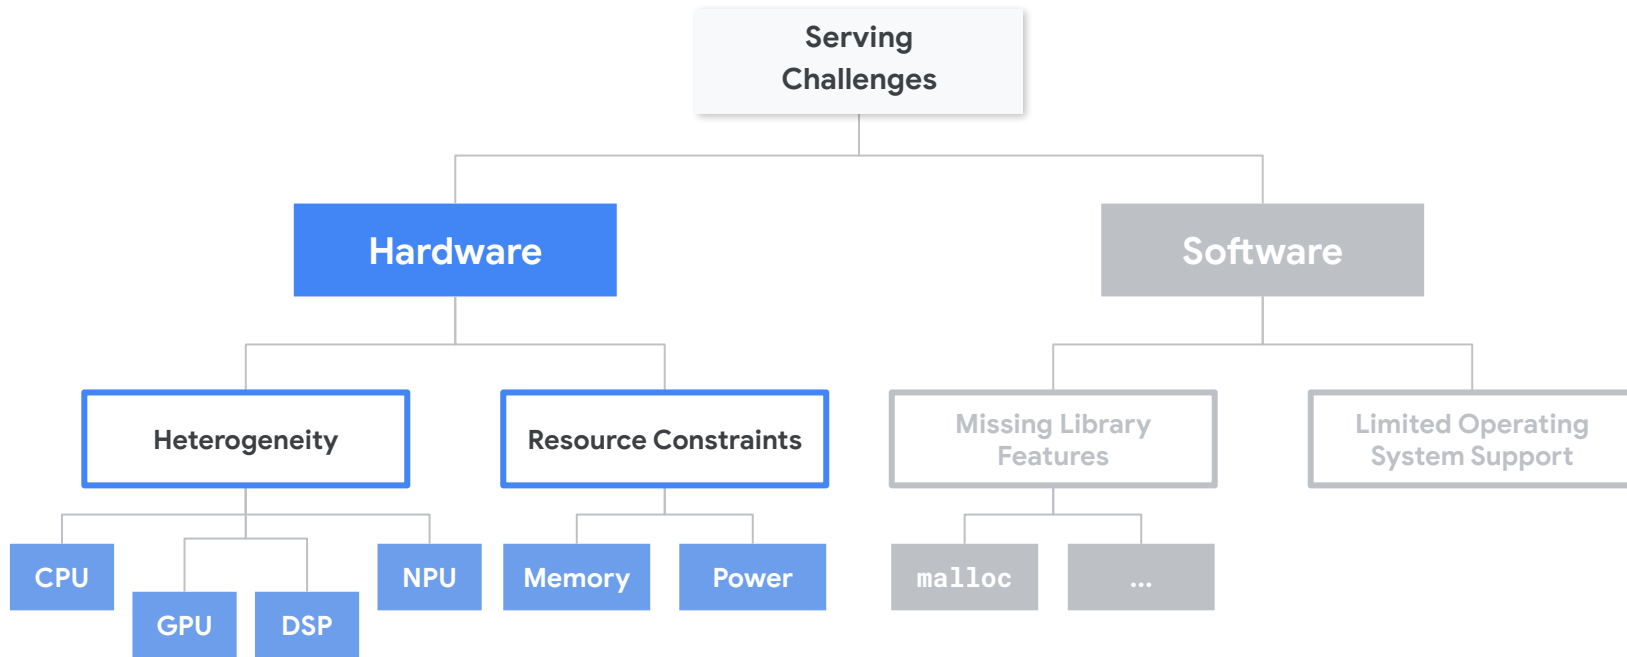 Serving
Challenges
Hardware
Software
Heterogeneity
Resource Constraints
Missing Library
Features
Limited Operating
System Support
CPU
GPU
DSP
NPU
Memory
Power
malloc
...